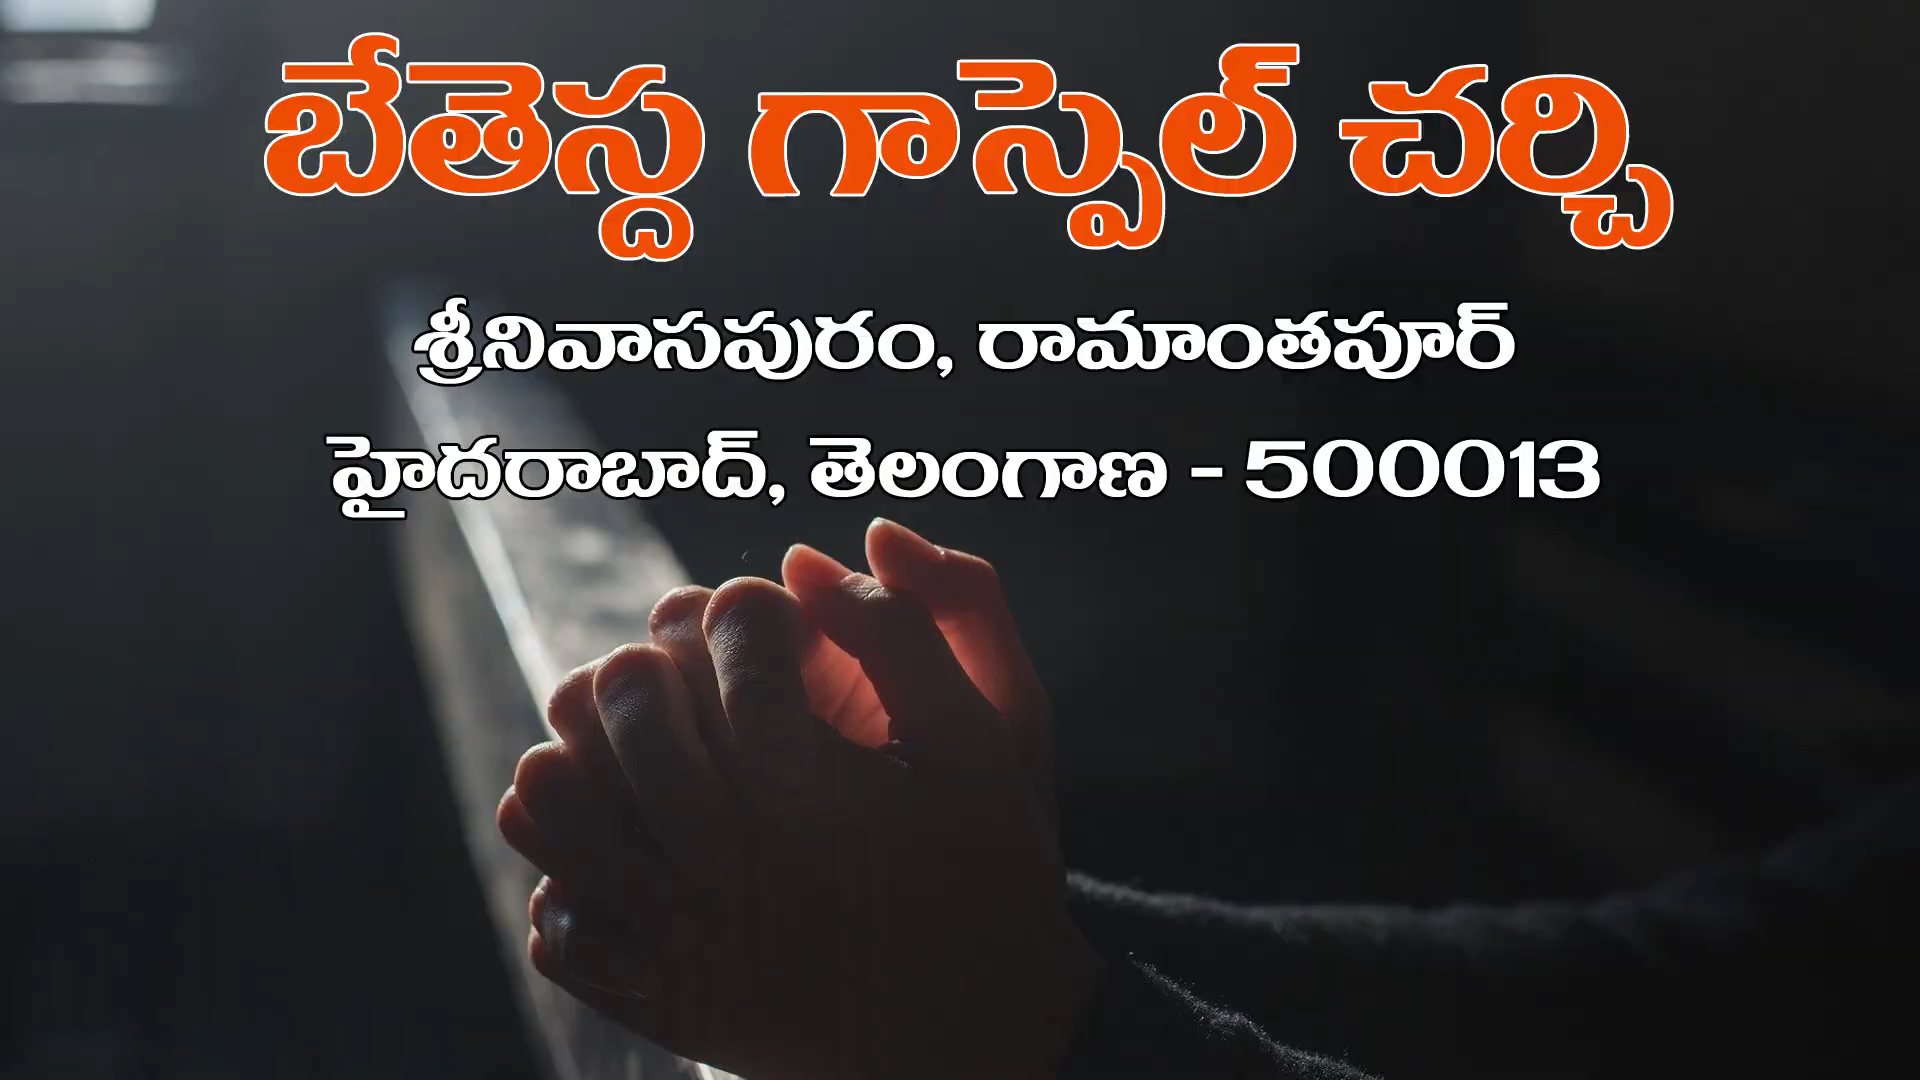 బేతెస్ద గాస్పెల్ చర్చి
శ్రీనివాసపురం, రామాంతపూర్
హైదరాబాద్, తెలంగాణ - 500013